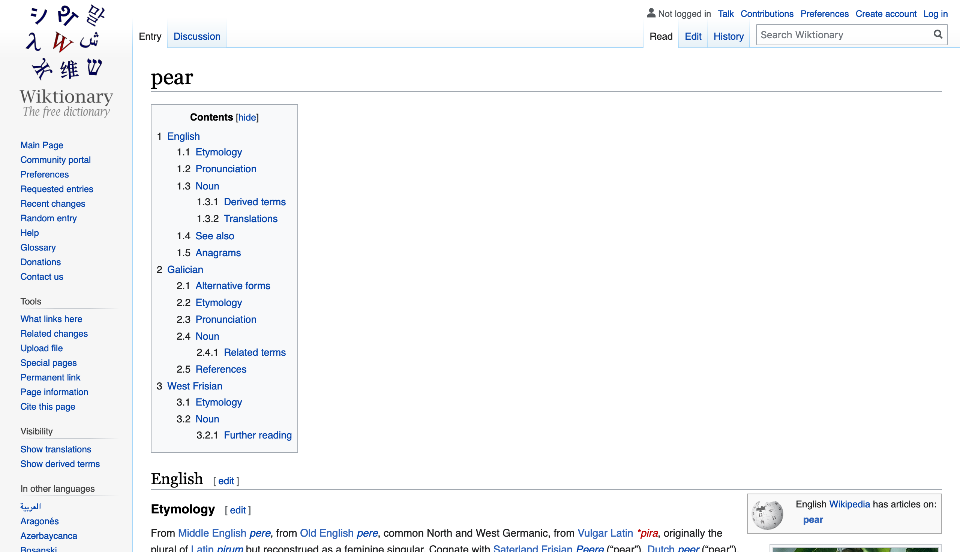 シ
לּ
말
λ
W
ش
维
ש
Wiktionary
The free dictionary
Main Page
Community portal
Preferences
Requested entries
Recent changes
Random entry
Help
Glossary
Donations
Contact us
Tools
What links here
Related changes
Upload file
Special pages
Permanent link
Page information
Cite this page
Visibility
Show translations
Show derived terms
In other languages
العربية
Aragonés
Azərbaycanca
Bosanski
Not logged in Talk Contributions Preferences Create account Log in
Entry Discussion
Read Edit History Search Wiktionary
pear
Contents [hide]
1 English
1.1 Etymology
1.2 Pronunciation
1.3 Noun
1.3.1 Derived terms
1.3.2 Translations
1.4 See also
1.5 Anagrams
2 Galician
2.1 Alternative forms
2.2 Etymology
2.3 Pronunciation
2.4 Noun
2.4.1 Related terms
2.5 References
3 West Frisian
3.1 Etymology
3.2 Noun
3.2.1 Further reading
English [ edit ]
Etymology [ edit ]
From Middle English pere, from Old English pere, common North and West Germanic, from Vulgar Latin *pira, originally the
plural of Latin pirum but reconstrued as a feminine singular. Cognate with Saterland Frisian Peere (“pear”), Dutch peer (“pear”)
English Wikipedia has articles on:
pear